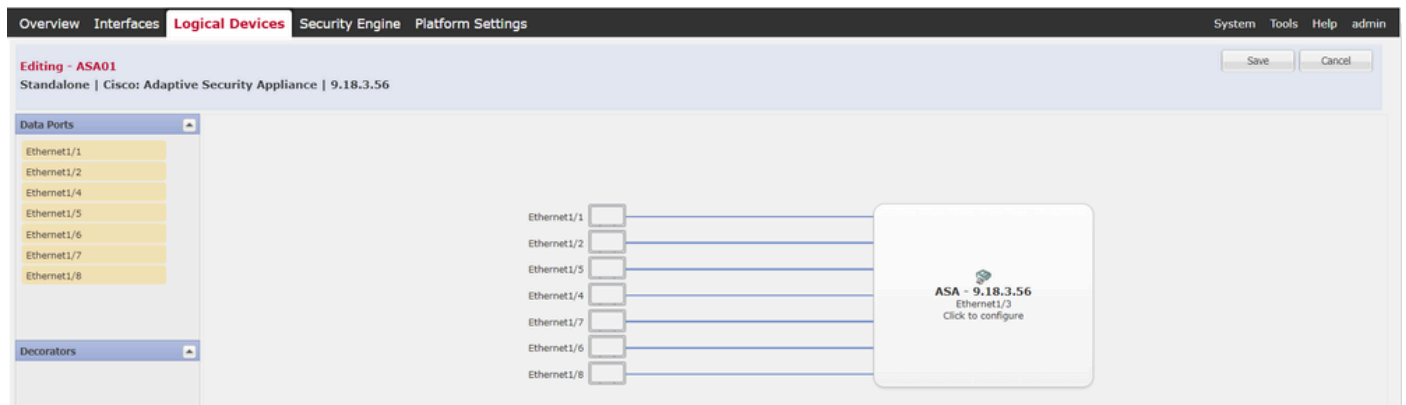 Overview Interfaces Logical Devices Security Engine Platform Settings System Tools Help admin
Editing - ASA01
Standalone | Cisco: Adaptive Security Appliance | 9.18.3.56
Save Cancel
Data Ports
Ethernet1/1
Ethernet1/2
Ethernet1/4
Ethernet1/5
Ethernet1/6
Ethernet1/7
Ethernet1/8
Decorators
Ethernet1/1
Ethernet1/2
Ethernet1/5
Ethernet1/4
Ethernet1/7
Ethernet1/6
Ethernet1/8
ASA - 9.18.3.56
Ethernet1/3
Click to configure